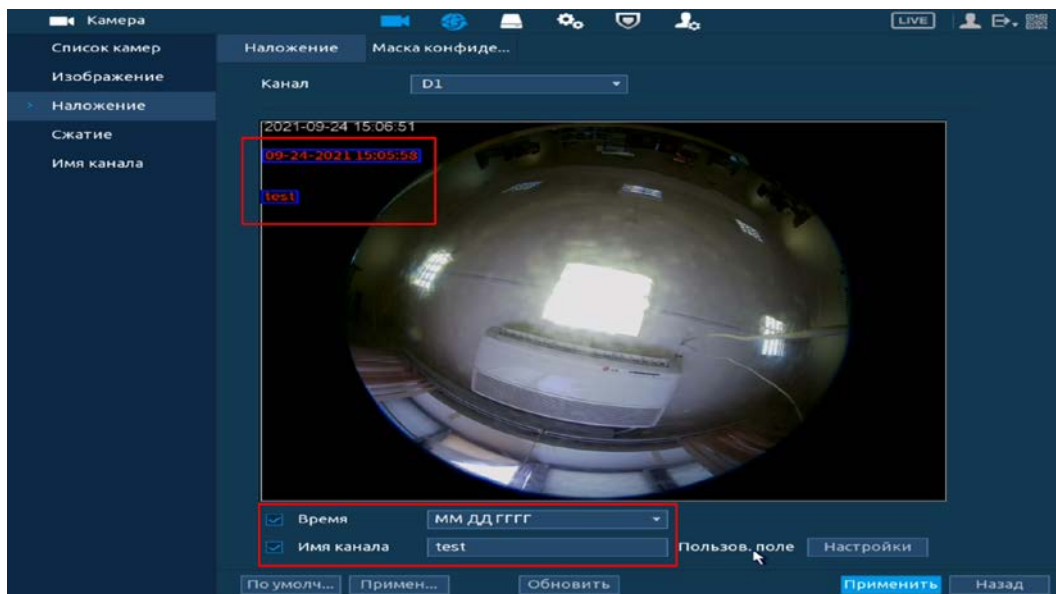 Камера LIVE
Список камер
Изображение
Наложение
Сжатие
Имя канала
Наложение Маска конфиде...
Канал D1
2021-09-24 15:06:51
09-24-2021 15:05:58
test
Время ММ ДД ГГГГ
Имя канала test Пользов. поле Настройки
По умолч... Примен... Обновить Применить Назад